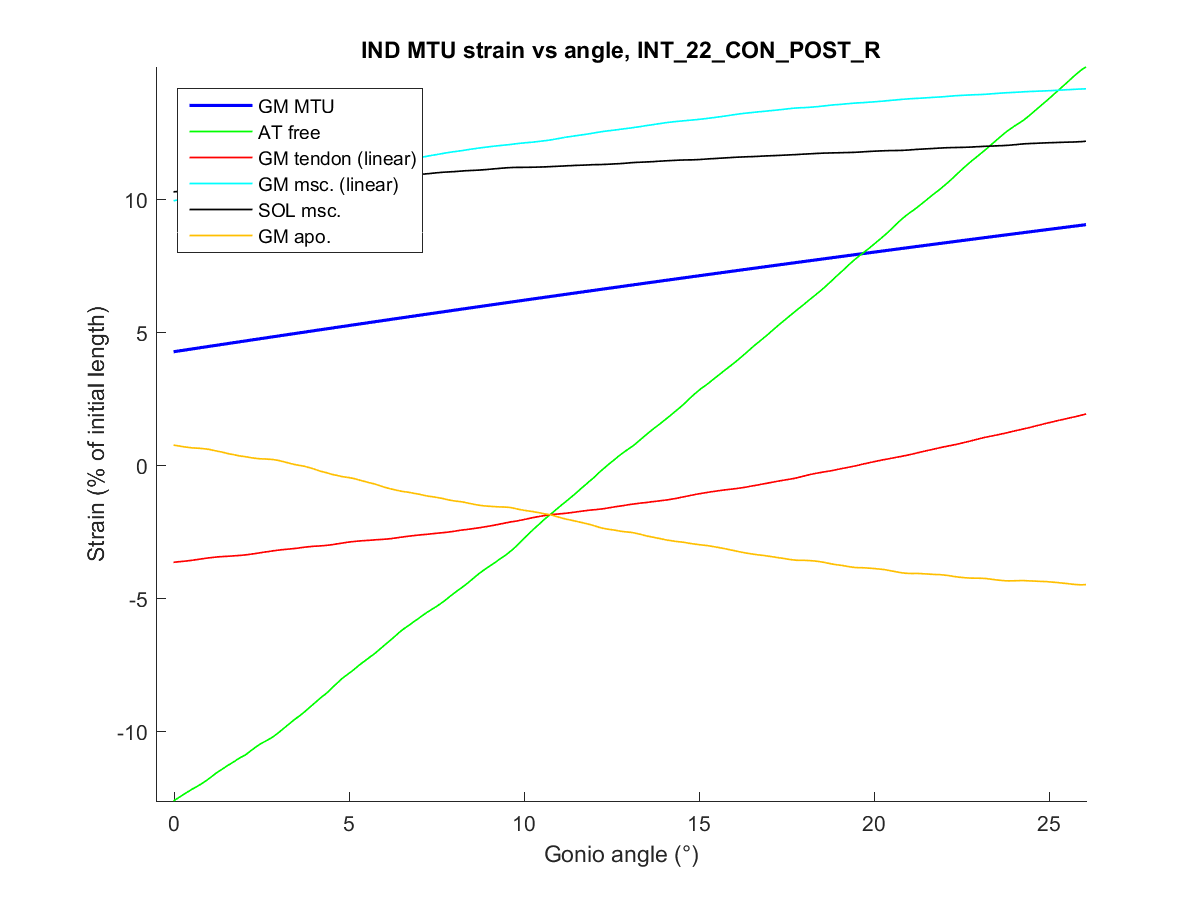 IND MTU strain vs angle, INT_22_CON_POST_R
GM MTU
AT free
GM tendon (linear)
GM msc. (linear)
SOL msc.
GM apo.
Strain (% of initial length)
10
5
0
-5
-10
0 5 10 15 20 25
Gonio angle (°)